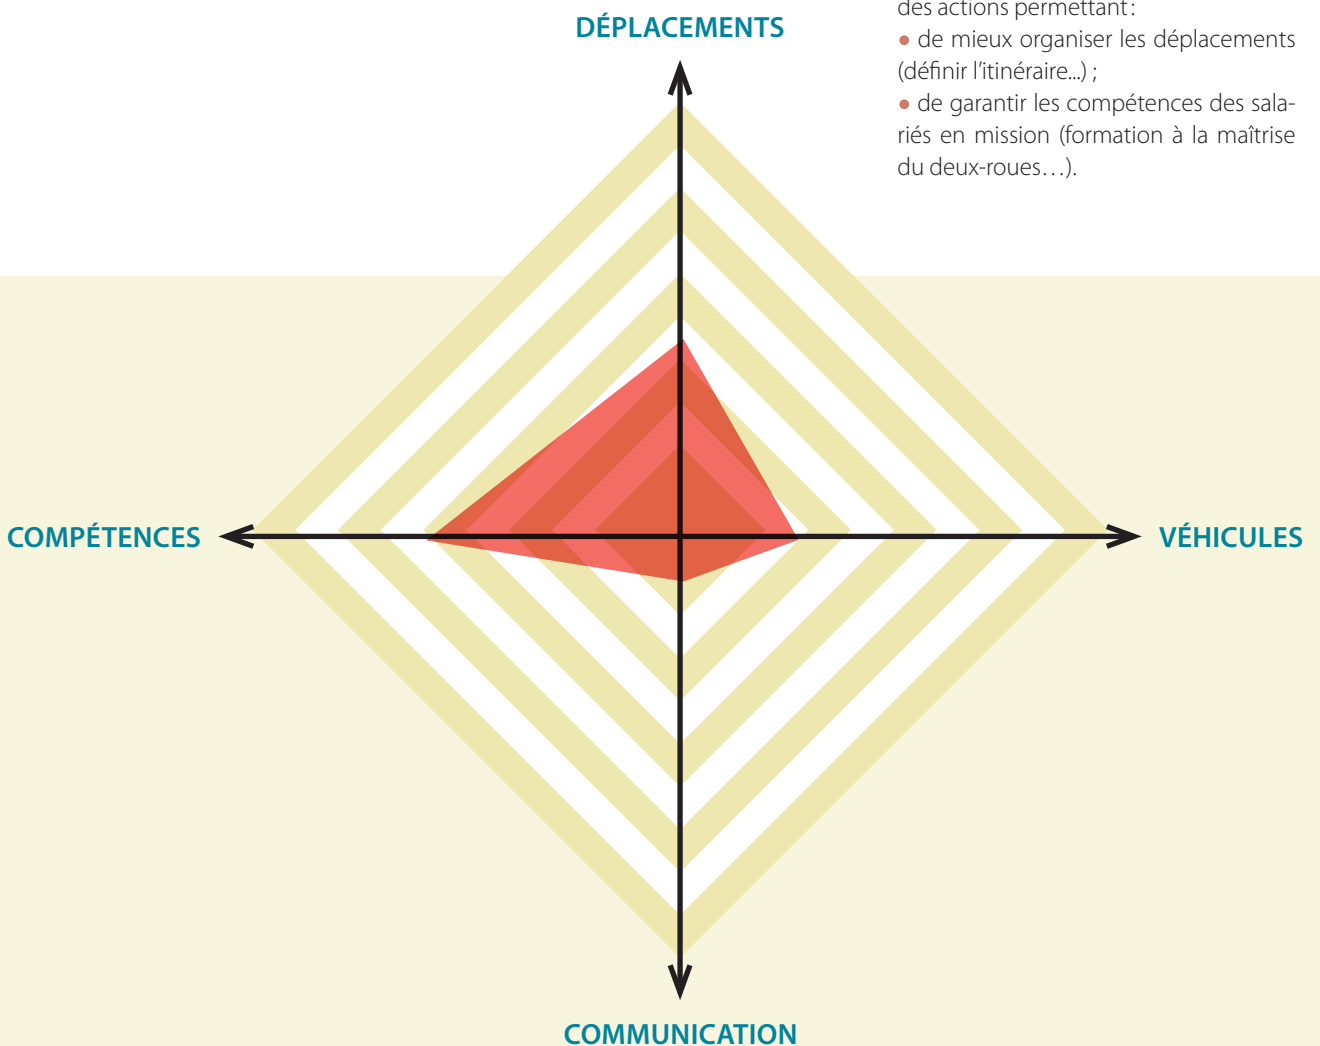 des actions permettant :
• de mieux organiser les déplacements
(définir l'itinéraire...) ;
• de garantir les compétences des sala-
riés en mission (formation à la maîtrise
du deux-roues…).
DÉPLACEMENTS
COMPÉTENCES
VÉHICULES
COMMUNICATION